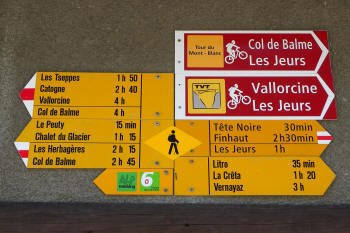 Les Tseppes 1 h 50
Catogne 2 h 40
Vallorcine 4 h
Col de Balme 4 h
Le Peuty 15 min
Chalet du Glacier 1 h 15
Les Herbagères 2 h 15
Col de Balme 2 h 45
6
Tour du
Mont - Blanc
Col de Balme
Les Jeurs
TVT
Vallorcine
Les Jeurs
Tête Noire 30min
Finhaut 2h30min
Les Jeurs 1h
Litro 35 min
La Crêta 1 h 20
Vernayaz 3 h